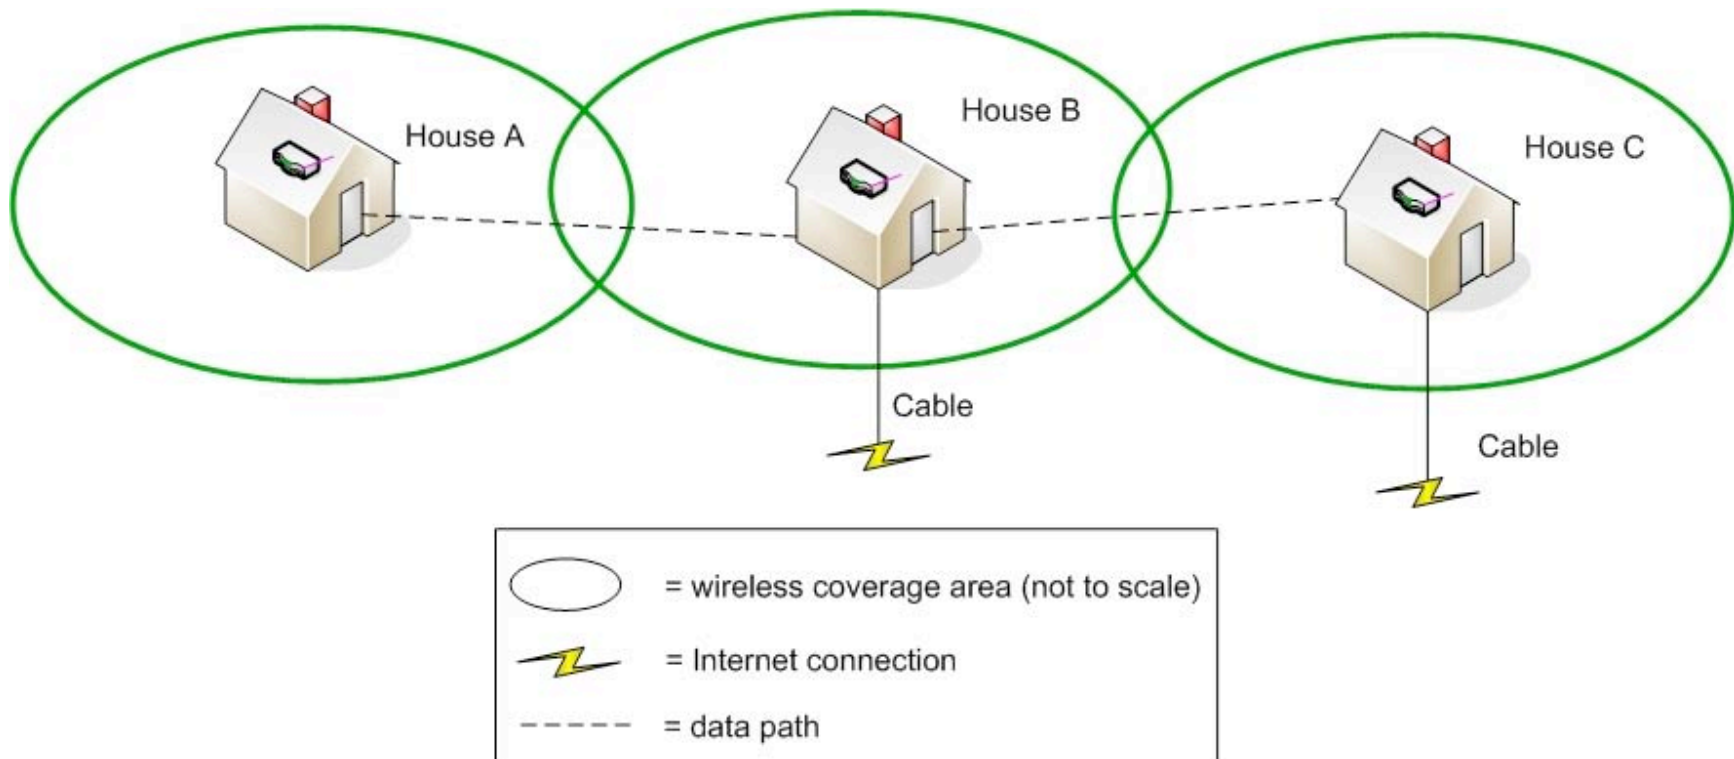 House A
House B
House C
Cable
Cable
= wireless coverage area (not to scale)
= Internet connection
= data path